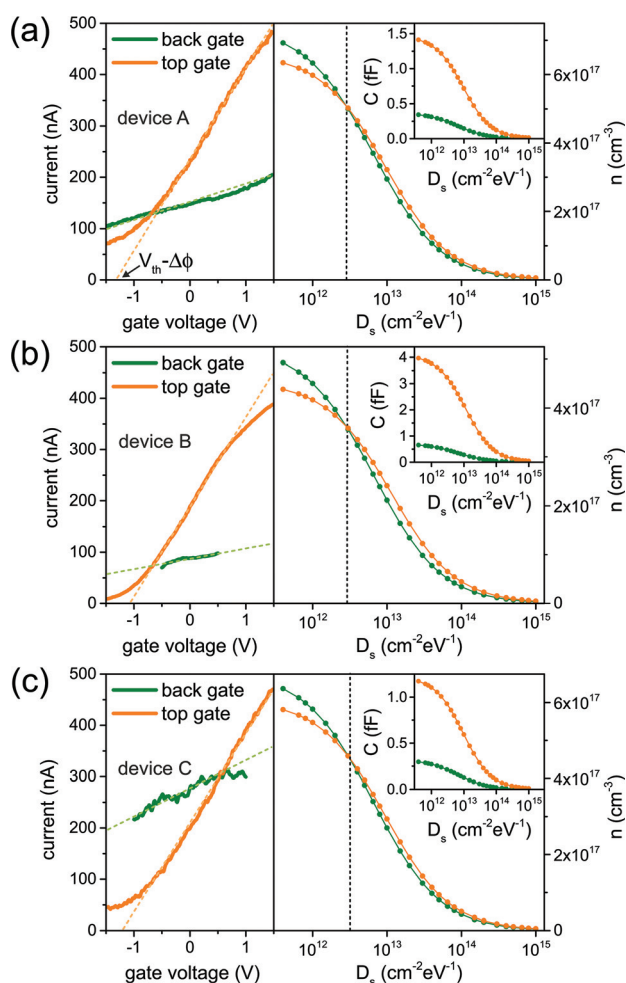 (a)
500
400
300
200
100
0
current (nA)
back gate
top gate
device A
V_th-Δϕ
-1
0
1
gate voltage (V)
10^12
10^13
10^14
10^15
D_s (cm^-2eV^-1)
1.5
1.0
0.5
0.0
C (fF)
10^12
10^13
10^14
10^15
D_s (cm^-2eV^-1)
6x10^17
4x10^17
2x10^17
0
n (cm^-3)
(b)
500
400
300
200
100
0
current (nA)
back gate
top gate
device B
-1
0
1
gate voltage (V)
10^12
10^13
10^14
10^15
D_s (cm^-2eV^-1)
4
3
2
1
0
C (fF)
10^12
10^13
10^14
10^15
D_s (cm^-2eV^-1)
4x10^17
2x10^17
0
n (cm^-3)
(c)
500
400
300
200
100
0
current (nA)
back gate
top gate
device C
-1
0
1
gate voltage (V)
10^12
10^13
10^14
10^15
D_s (cm^-2eV^-1)
1.0
0.5
0.0
C (fF)
10^12
10^13
10^14
10^15
D_s (cm^-2eV^-1)
6x10^17
4x10^17
2x10^17
0
n (cm^-3)